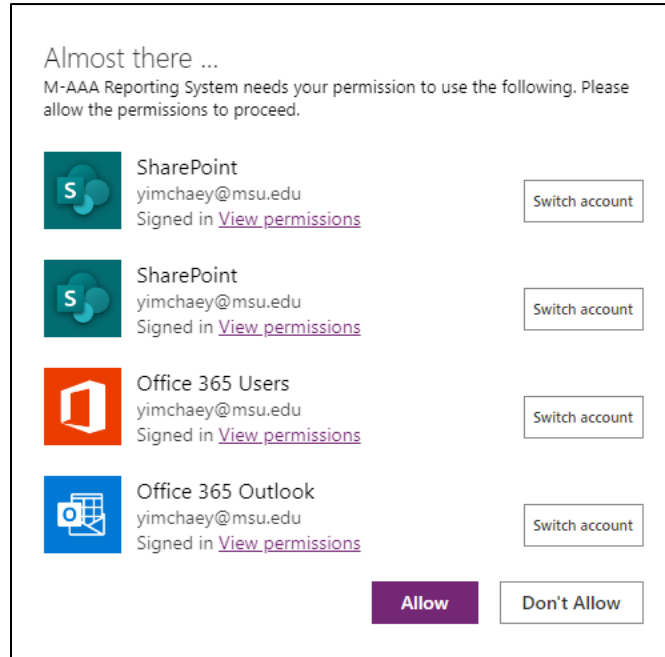 Almost there ...
M-AAA Reporting System needs your permission to use the following. Please
allow the permissions to proceed.
S
SharePoint
yimchaey@msu.edu
Signed in View permissions
Switch account
S
SharePoint
yimchaey@msu.edu
Signed in View permissions
Switch account
Office 365 Users
yimchaey@msu.edu
Signed in View permissions
Switch account
O
Office 365 Outlook
yimchaey@msu.edu
Signed in View permissions
Switch account
Allow
Don't Allow